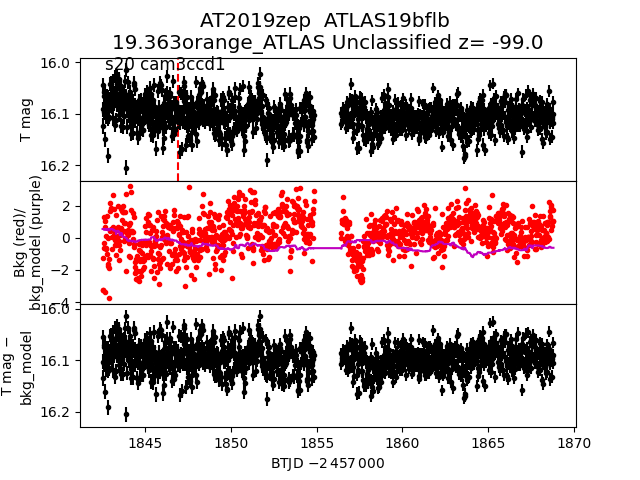 AT2019zep  ATLAS19bflb
19.363orange_ATLAS Unclassified z= -99.0
s20 cam3ccd1
16.0
16.1
16.2
T mag
2
0
−2
−4
Bkg (red)/
bkg_model (purple)
16.0
16.1
16.2
T mag −
bkg_model
1845 1850 1855 1860 1865 1870
BTJD −2 457 000